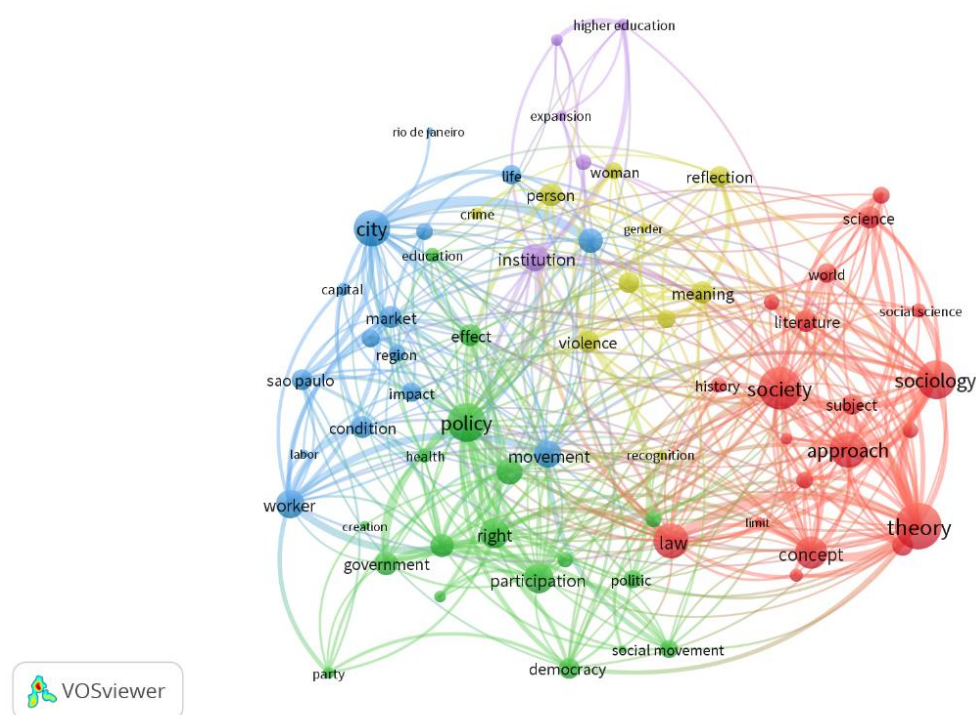 higher education
expansion
rio de janeiro
life
woman
reflection
person
crime
science
city
gender
education
institution
world
capital
meaning
social science
market
literature
effect
violence
region
sao paulo
history
society
sociology
impact
subject
policy
condition
approach
labor
health
movement
recognition
worker
creation
limit
theory
right
law
government
concept
participation
politic
social movement
democracy
party
VOSviewer